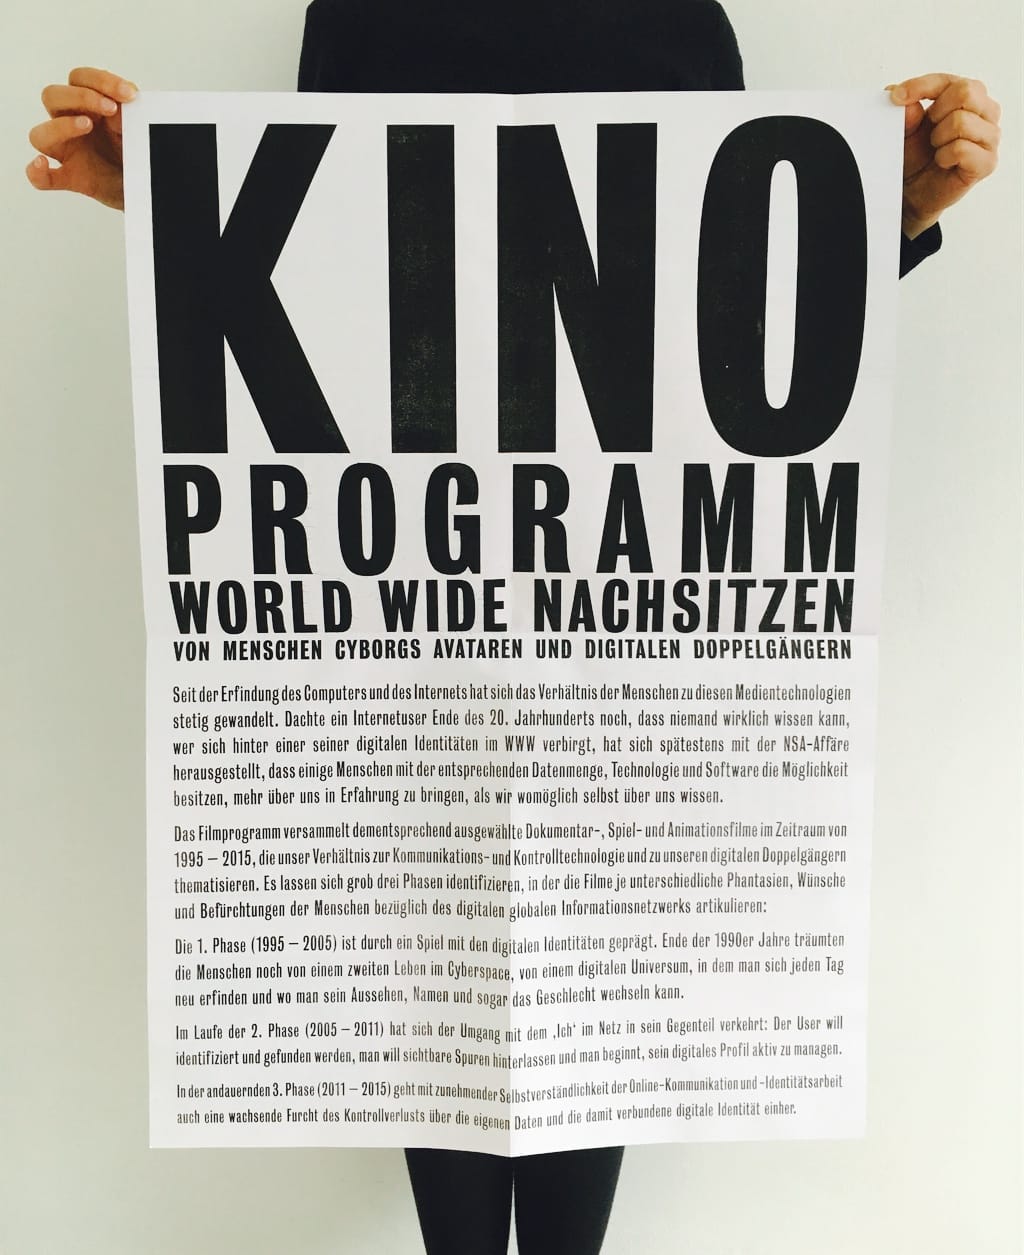 KINO
PROGRAMM
WORLD WIDE NACHSITZEN
VON MENSCHEN CYBORGS AVATAREN UND DIGITALEN DOPPELGÄNGERN
Seit der Erfindung des Computers und des Internets hat sich das Verhältnis der Menschen zu diesen Medientechnologien
stetig gewandelt. Dachte ein Internetuser Ende des 20. Jahrhunderts noch, dass niemand wirklich wissen kann,
wer sich hinter einer seiner digitalen Identitäten im WWW verbirgt, hat sich spätestens mit der NSA-Affäre
herausgestellt, dass einige Menschen mit der entsprechenden Datenmenge, Technologie und Software die Möglichkeit
besitzen, mehr über uns in Erfahrung zu bringen, als wir womöglich selbst über uns wissen.
Das Filmprogramm versammelt dementsprechend ausgewählte Dokumentar-, Spiel- und Animationsfilme im Zeitraum von
1995 – 2015, die unser Verhältnis zur Kommunikations- und Kontrolltechnologie und zu unseren digitalen Doppelgängern
thematisieren. Es lassen sich grob drei Phasen identifizieren, in der die Filme je unterschiedliche Phantasien, Wünsche
und Befürchtungen der Menschen bezüglich des digitalen globalen Informationsnetzwerks artikulieren:
Die 1. Phase (1995 – 2005) ist durch ein Spiel mit den digitalen Identitäten geprägt. Ende der 1990er Jahre träumten
die Menschen noch von einem zweiten Leben im Cyberspace, von einem digitalen Universum, in dem man sich jeden Tag
neu erfinden und wo man sein Aussehen, Namen und sogar das Geschlecht wechseln kann.
Im Laufe der 2. Phase (2005 – 2011) hat sich der Umgang mit dem ‚Ich‘ im Netz in sein Gegenteil verkehrt: Der User will
identifiziert und gefunden werden, man will sichtbare Spuren hinterlassen und man beginnt, sein digitales Profil aktiv zu managen.
In der andauernden 3. Phase (2011 – 2015) geht mit zunehmender Selbstverständlichkeit der Online-Kommunikation und -Identitätsarbeit
auch eine wachsende Furcht des Kontrollverlusts über die eigenen Daten und die damit verbundene digitale Identität einher.